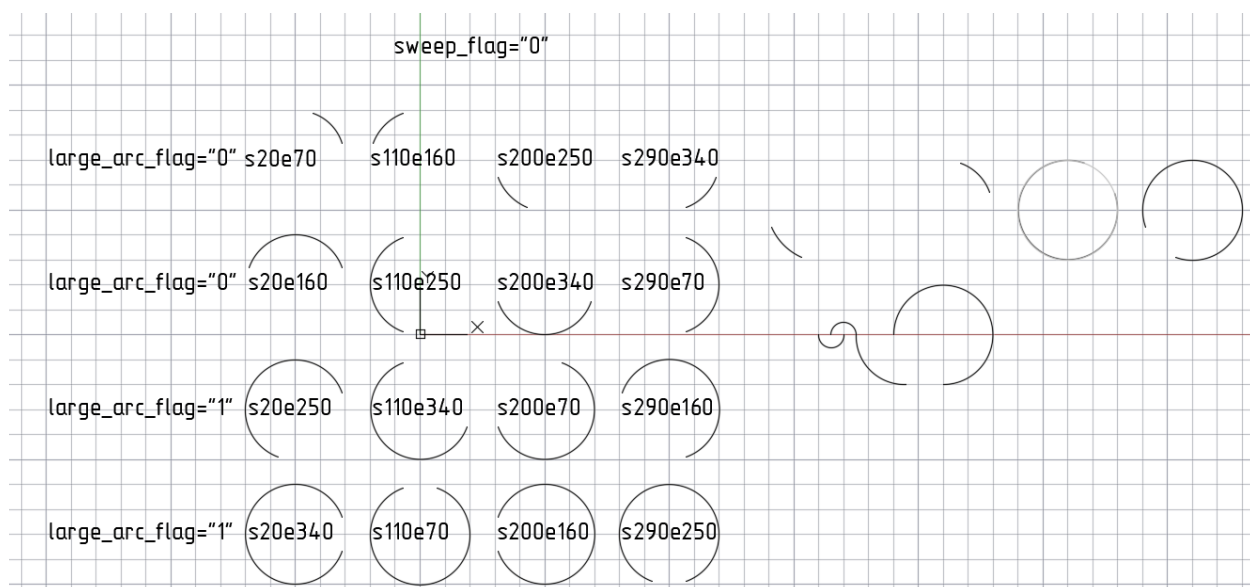 sweep_flag="0"
large_arc_flag="0" s20e70 s110e160 s200e250 s290e340
large_arc_flag="0" s20e160 s110e250 s200e340 s290e70
Y
X
large_arc_flag="1" s20e250 s110e340 s200e70 s290e160
large_arc_flag="1" s20e340 s110e70 s200e160 s290e250